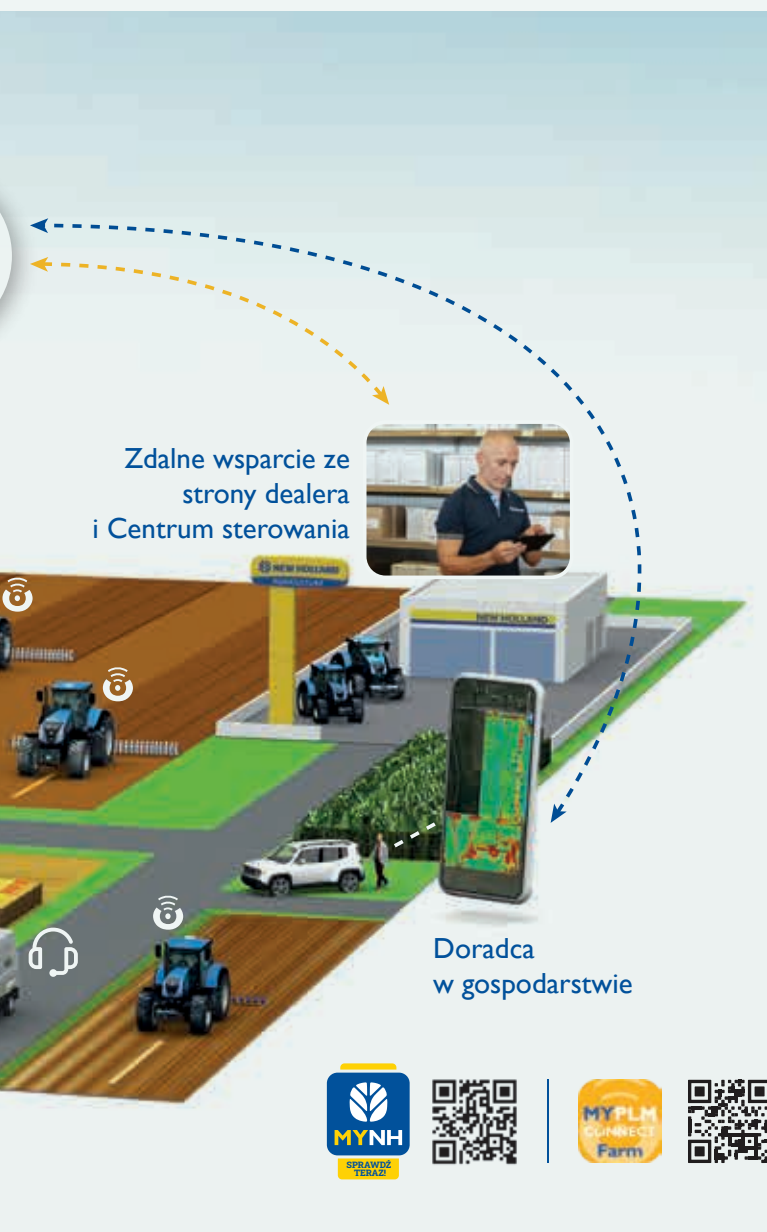 Zdalne wsparcie ze
strony dealera
i Centrum sterowania
NEW HOLLAND
AGRICULTURE
NEW HOLLAND
Doradca
w gospodarstwie
MYNH
SPRAWDŹ
TERAZ!
MYPLM
CONNECT
Farm